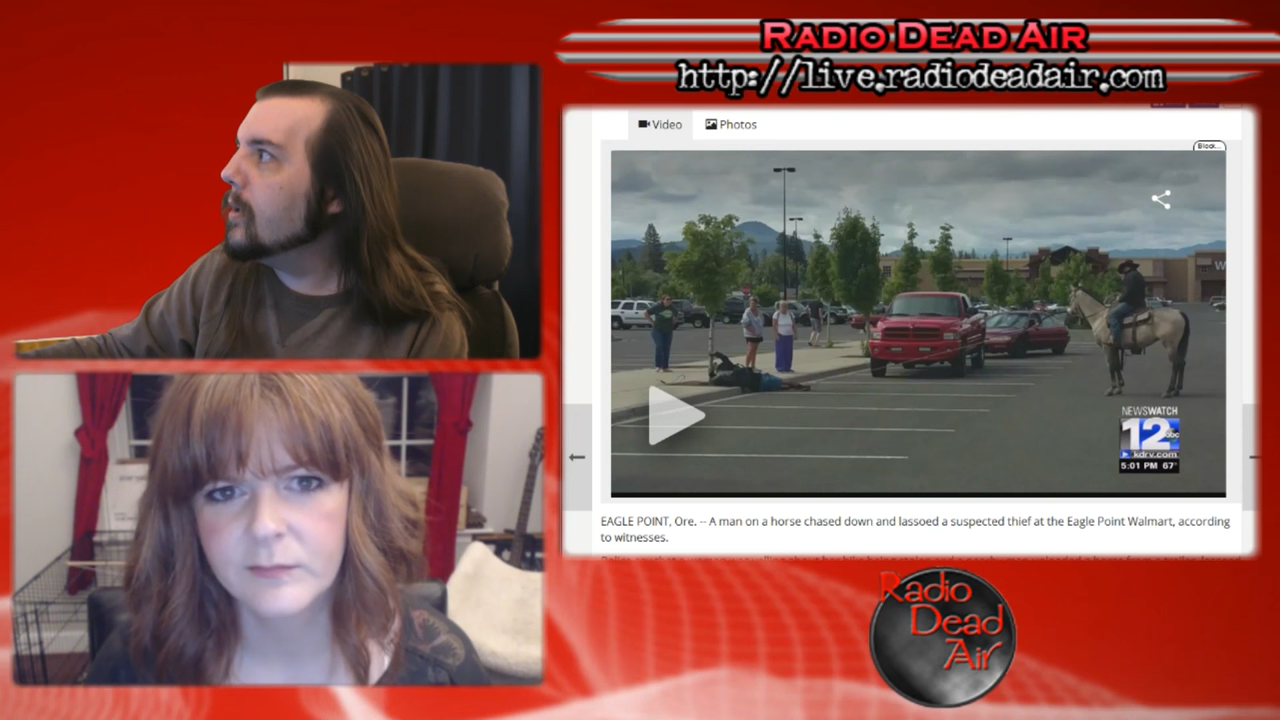 RADIO DEAD AIR
http://live.radiodeadair.com
Video
Photos
Block...
W
NEWSWATCH
12 abc
kdrv.com
5:01 PM 67°
EAGLE POINT, Ore. -- A man on a horse chased down and lassoed a suspected thief at the Eagle Point Walmart, according
to witnesses.
Radio
Dead
Air